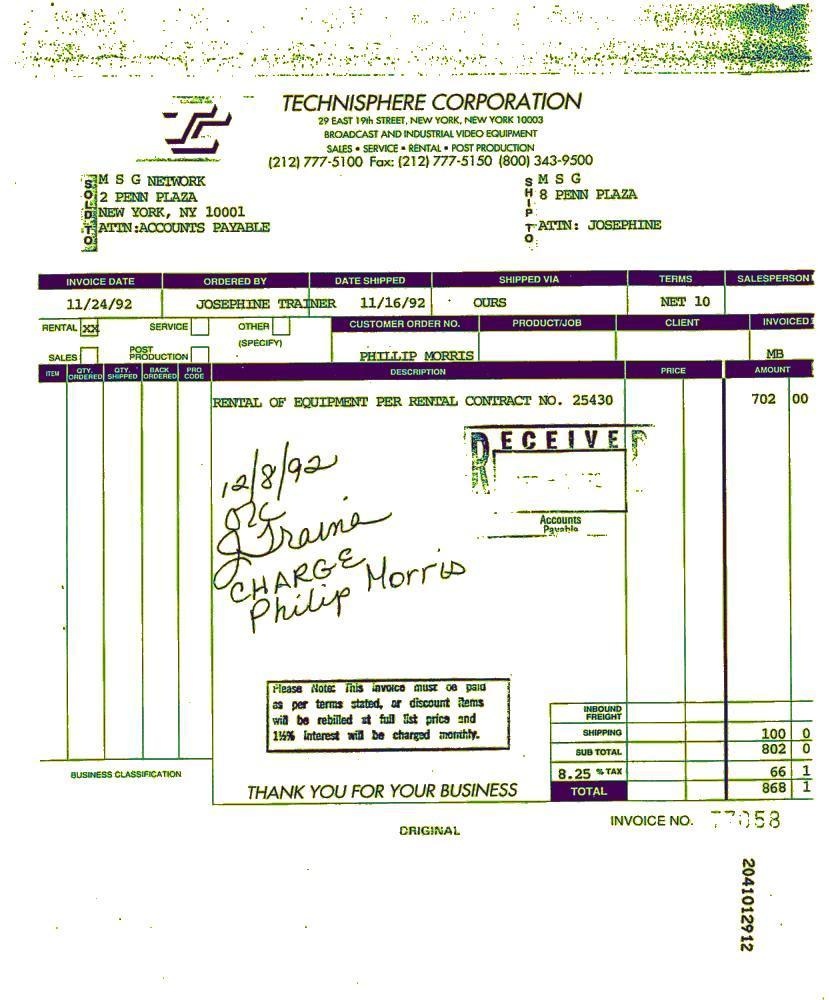 TECHNISPHERE CORPORATION
29 EAST 19th STREET, NEW YORK, NEW YORK 10003
BROADCAST AND INDUSTRIAL VIDEO EQUIPMENT
SALES • SERVICE • RENTAL • POST PRODUCTION
(212) 777-5100 Fax: (212) 777-5150 (800) 343-9500
SOLD TO
M S G NETWORK
2 PENN PLAZA
NEW YORK, NY 10001
ATTN:ACCOUNTS PAYABLE
SHIP TO
M S G
8 PENN PLAZA
ATTN: JOSEPHINE
INVOICE DATE ORDERED BY DATE SHIPPED SHIPPED VIA TERMS SALESPERSON
11/24/92 JOSEPHINE TRAINER 11/16/92 OURS NET 10
RENTAL XX SERVICE OTHER (SPECIFY)
SALES POST PRODUCTION
CUSTOMER ORDER NO. PRODUCT/JOB CLIENT INVOICED
PHILLIP MORRIS MB
ITEM QTY. ORDERED QTY. SHIPPED BACK ORDERED PRO CODE DESCRIPTION PRICE AMOUNT
RENTAL OF EQUIPMENT PER RENTAL CONTRACT NO. 25430 702 00
RECEIVED
Accounts
Payable
12/8/92
CHARGE
Philip Morris
Please Note: This invoice must be paid
as per terms stated, or discount items
will be rebilled at full list price and
1½% interest will be charged monthly.
INBOUND FREIGHT
SHIPPING 100 0
SUB TOTAL 802 0
8.25 % TAX 66 1
TOTAL 868 1
BUSINESS CLASSIFICATION
THANK YOU FOR YOUR BUSINESS
INVOICE NO. 77058
ORIGINAL
2041012912